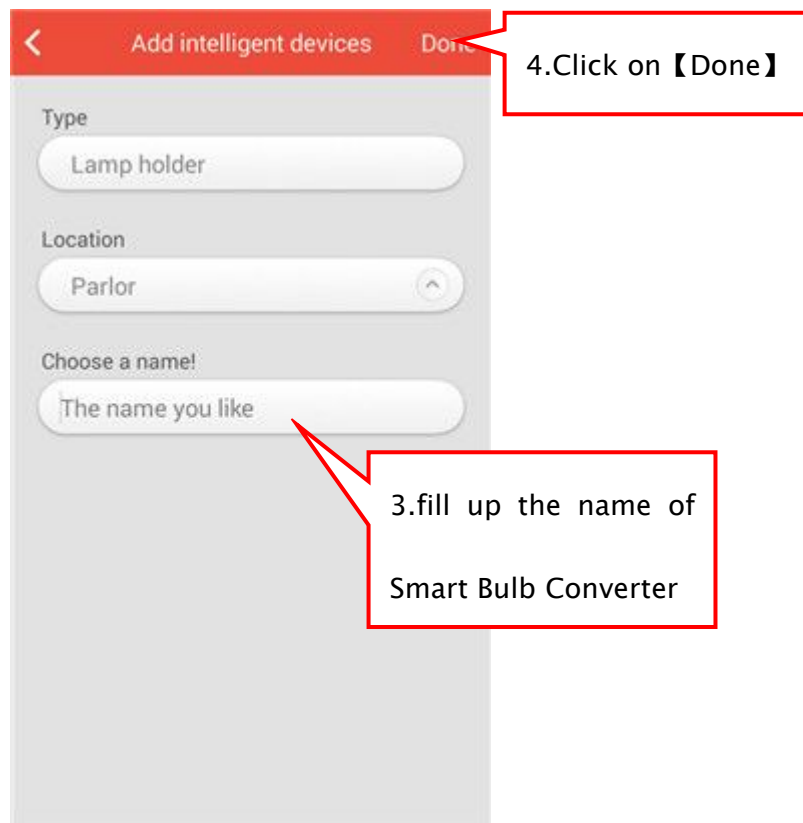 Add intelligent devices Done
4.Click on【Done】
Type
Lamp holder
Location
Parlor
Choose a name!
The name you like
3.fill up the name of
Smart Bulb Converter